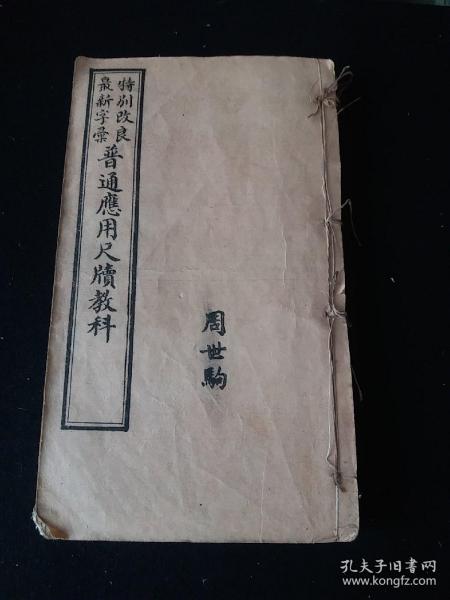 特別改良
最新字彙
普通應用尺牘教科
周世駒
孔夫子旧书网
www.kongfz.com